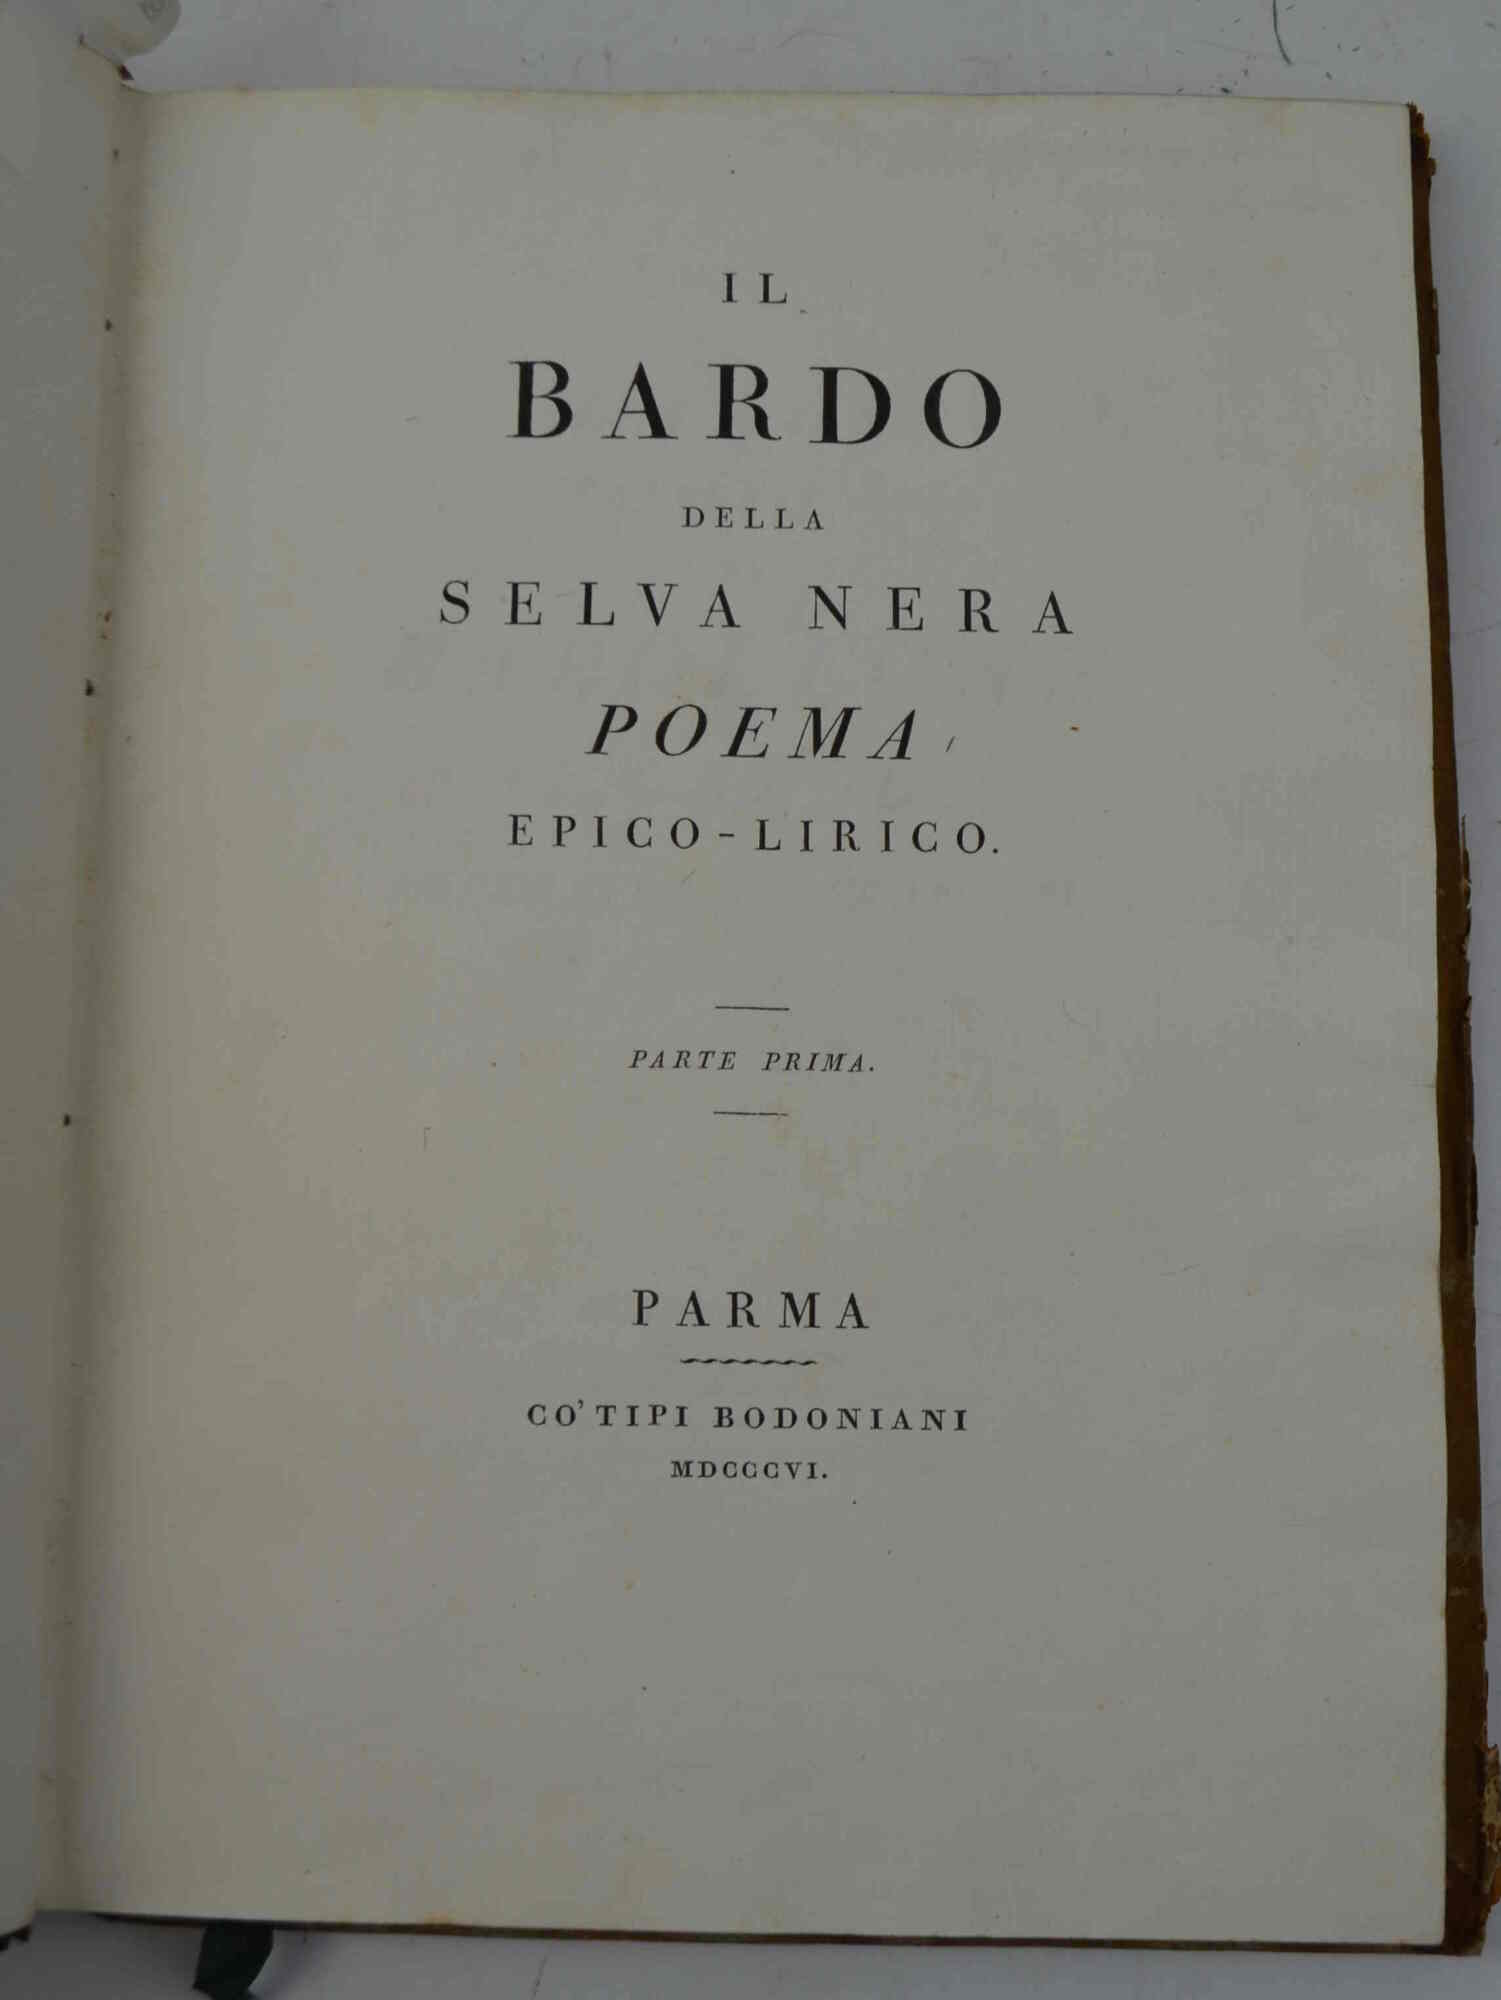 IL
BARDO
DELLA
SELVA NERA
POEMA
EPICO-LIRICO.
PARTE PRIMA.
PARMA
CO' TIPI BODONIANI
MDCCCVI.